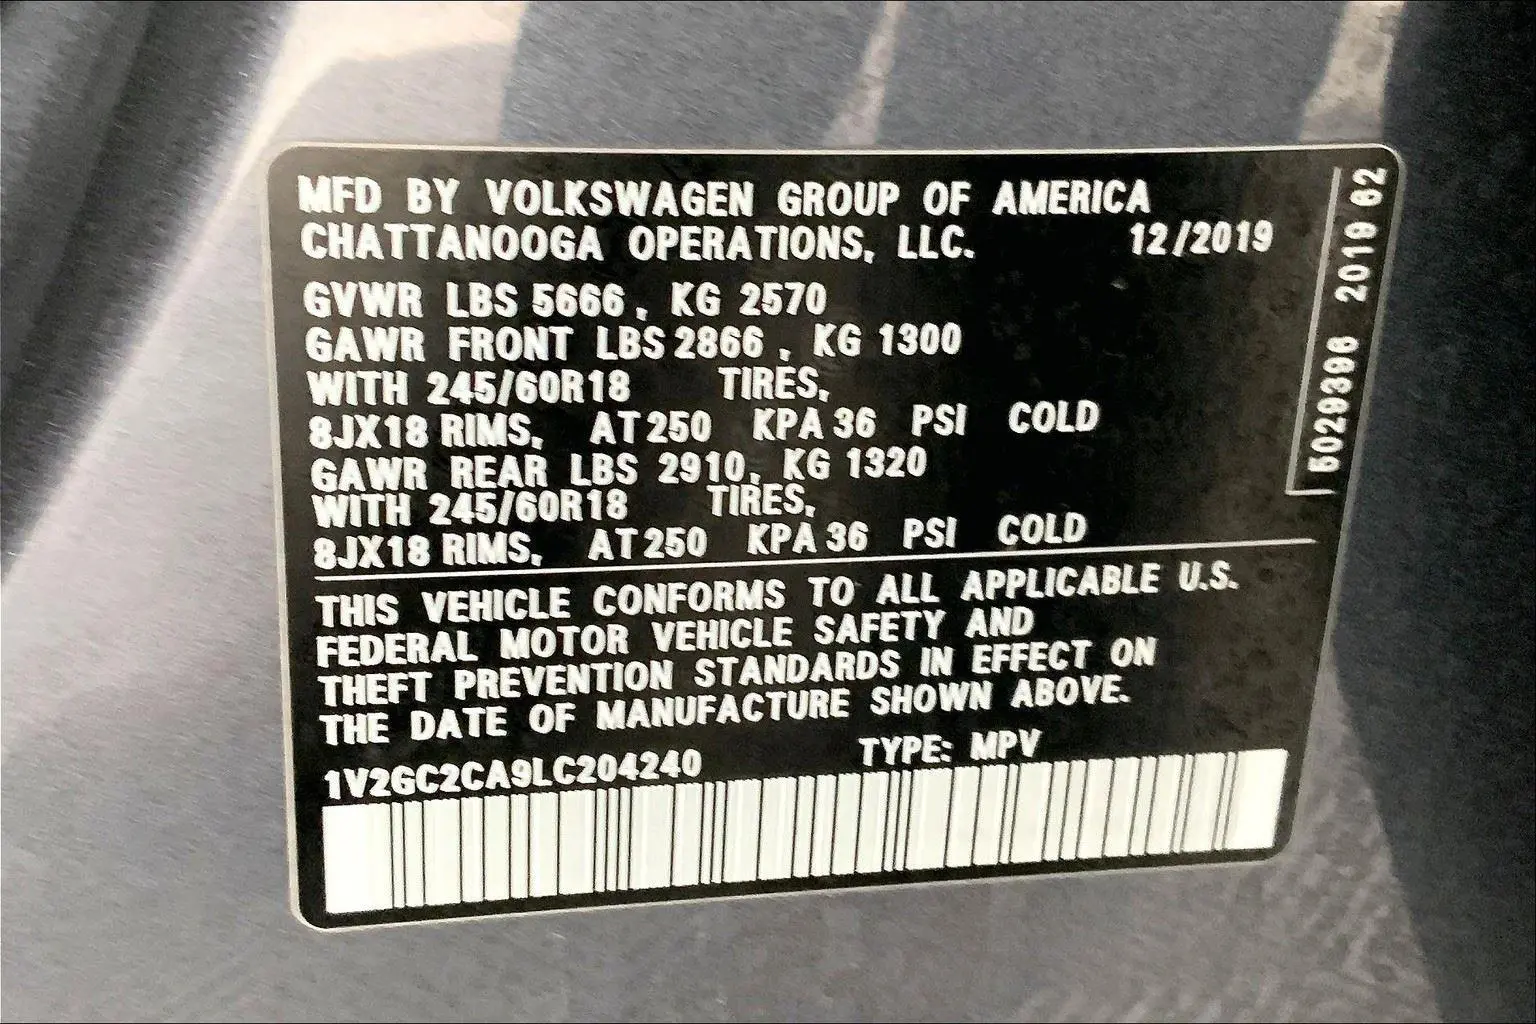 MFD BY VOLKSWAGEN GROUP OF AMERICA
CHATTANOOGA OPERATIONS, LLC. 12/2019
GVWR LBS 5666, KG 2570
GAWR FRONT LBS 2866, KG 1300
WITH 245/60R18 TIRES,
8JX18 RIMS, AT 250 KPA 36 PSI COLD
GAWR REAR LBS 2910, KG 1320
WITH 245/60R18 TIRES,
8JX18 RIMS, AT 250 KPA 36 PSI COLD
THIS VEHICLE CONFORMS TO ALL APPLICABLE U.S.
FEDERAL MOTOR VEHICLE SAFETY AND
THEFT PREVENTION STANDARDS IN EFFECT ON
THE DATE OF MANUFACTURE SHOWN ABOVE.
1V2GC2CA9LC204240 TYPE: MPV
5029396 2019 62